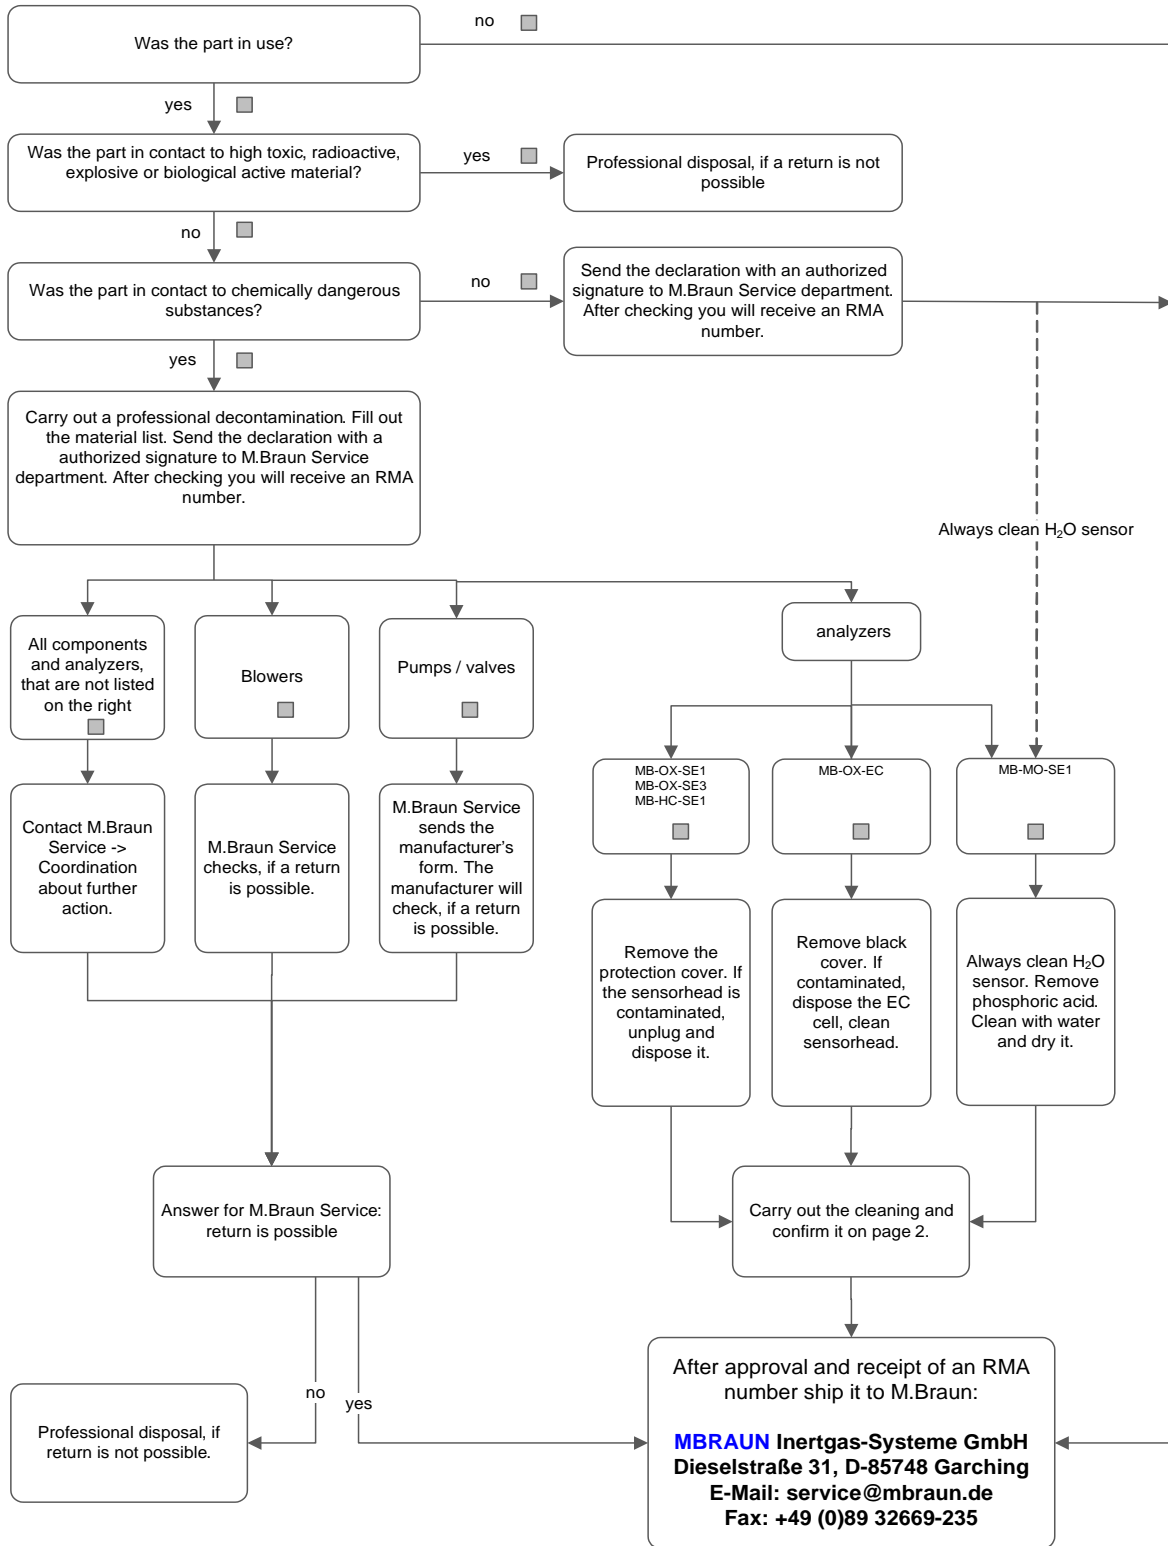 no
Was the part in use?
yes
Was the part in contact to high toxic, radioactive,
explosive or biological active material?
yes
Professional disposal, if a return is not
possible
no
Was the part in contact to chemically dangerous
substances?
no
Send the declaration with an authorized
signature to M.Braun Service department.
After checking you will receive an RMA
number.
yes
Carry out a professional decontamination. Fill out
the material list. Send the declaration with a
authorized signature to M.Braun Service
department. After checking you will receive an RMA
number.
Always clean H₂O sensor
All components
and analyzers,
that are not listed
on the right
Blowers
Pumps / valves
analyzers
MB-OX-SE1
MB-OX-SE3
MB-HC-SE1
MB-OX-EC
MB-MO-SE1
Contact M.Braun
Service ->
Coordination
about further
action.
M.Braun Service
checks, if a return
is possible.
M.Braun Service
sends the
manufacturer's
form. The
manufacturer will
check, if a return
is possible.
Remove the
protection cover. If
the sensorhead is
contaminated,
unplug and
dispose it.
Remove black
cover. If
contaminated,
dispose the EC
cell, clean
sensorhead.
Always clean H₂O
sensor. Remove
phosphoric acid.
Clean with water
and dry it.
Answer for M.Braun Service:
return is possible
Carry out the cleaning and
confirm it on page 2.
no
yes
Professional disposal, if
return is not possible.
After approval and receipt of an RMA
number ship it to M.Braun:
MBRAUN Inertgas-Systeme GmbH
Dieselstraße 31, D-85748 Garching
E-Mail: service@mbraun.de
Fax: +49 (0)89 32669-235